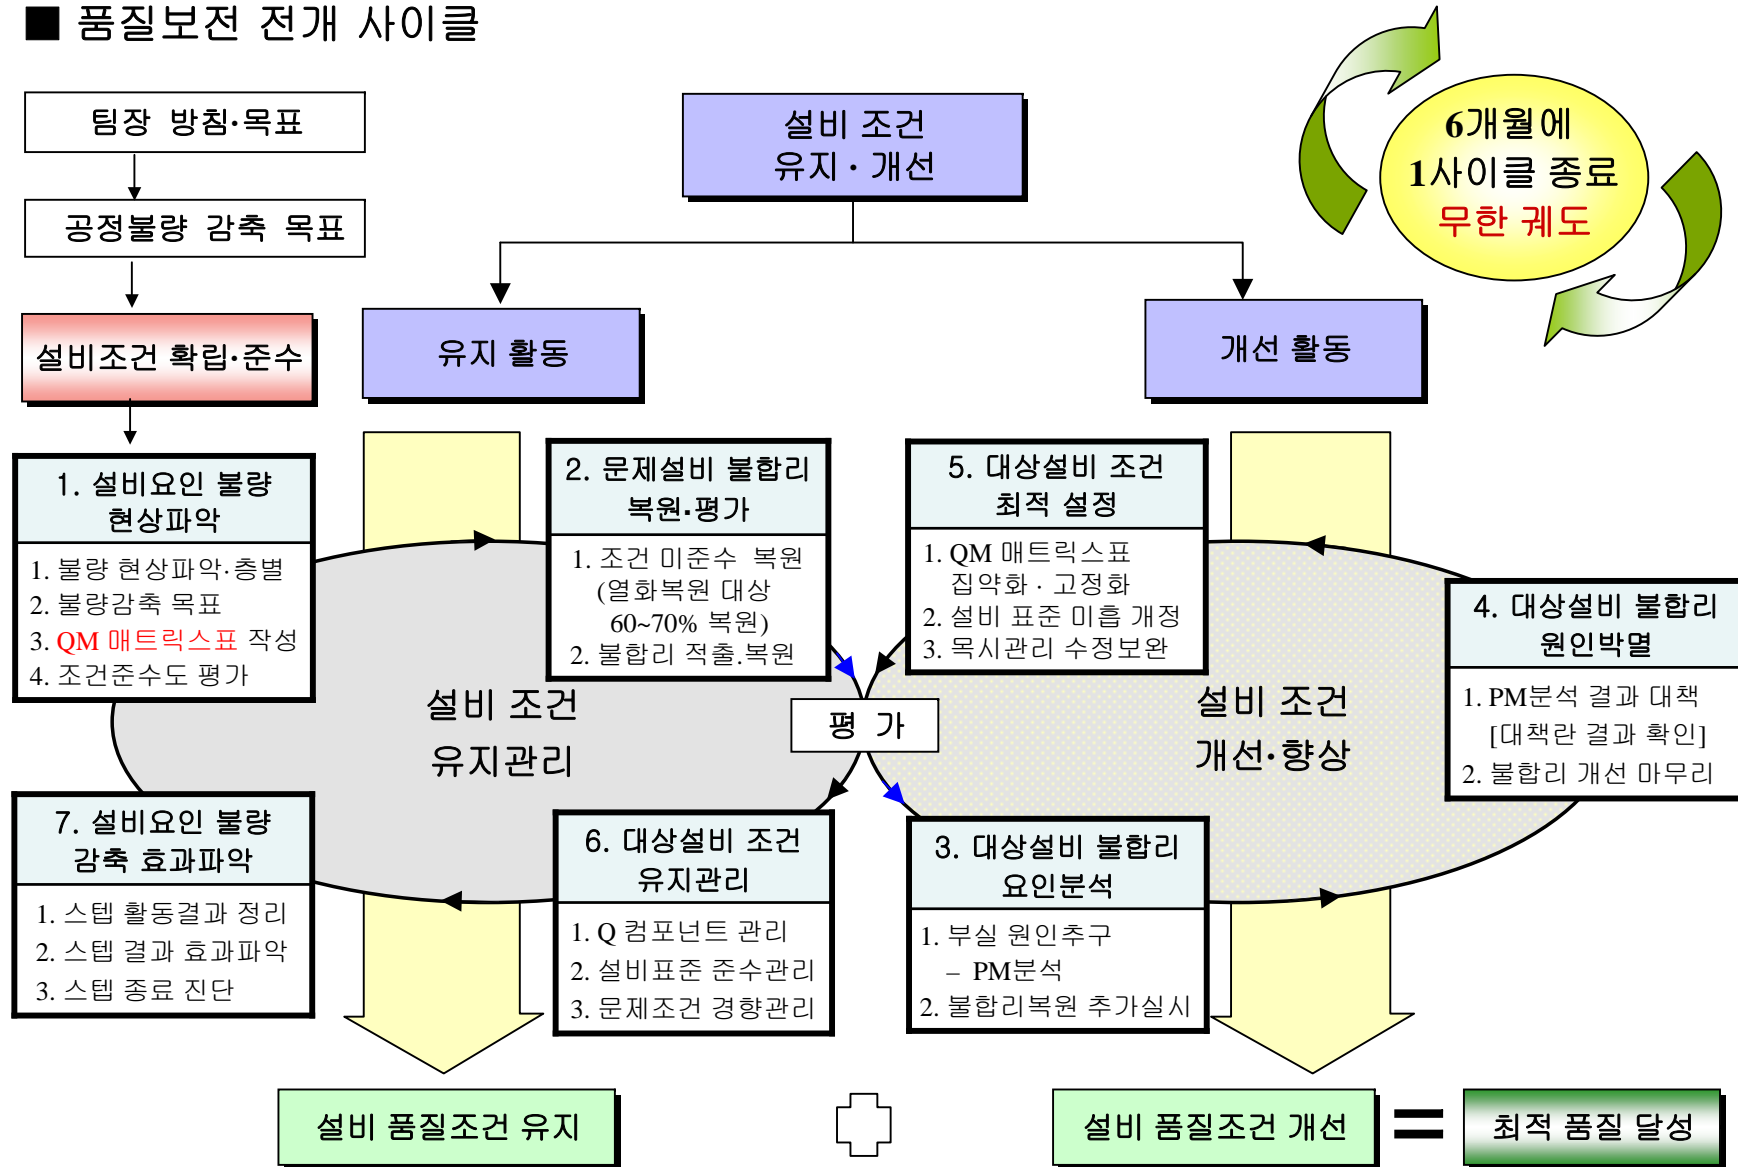 ■ 품질보전 전개 사이클
팀장 방침·목표
공정불량 감축 목표
설비조건 확립·준수
설비 조건
유지 · 개선
유지 활동
개선 활동
6개월에
1사이클 종료
무한 궤도
1. 설비요인 불량
현상파악
1. 불량 현상파악·층별
2. 불량감축 목표
3. QM 매트릭스표 작성
4. 조건준수도 평가
2. 문제설비 불합리
복원·평가
1. 조건 미준수 복원
(열화복원 대상
60~70% 복원)
2. 불합리 적출.복원
5. 대상설비 조건
최적 설정
1. QM 매트릭스표
집약화 · 고정화
2. 설비 표준 미흡 개정
3. 목시관리 수정보완
4. 대상설비 불합리
원인박멸
1. PM분석 결과 대책
[대책란 결과 확인]
2. 불합리 개선 마무리
설비 조건
유지관리
평 가
설비 조건
개선·향상
7. 설비요인 불량
감축 효과파악
1. 스텝 활동결과 정리
2. 스텝 결과 효과파악
3. 스텝 종료 진단
6. 대상설비 조건
유지관리
1. Q 컴포넌트 관리
2. 설비표준 준수관리
3. 문제조건 경향관리
3. 대상설비 불합리
요인분석
1. 부실 원인추구
– PM분석
2. 불합리복원 추가실시
설비 품질조건 유지
설비 품질조건 개선
=
최적 품질 달성